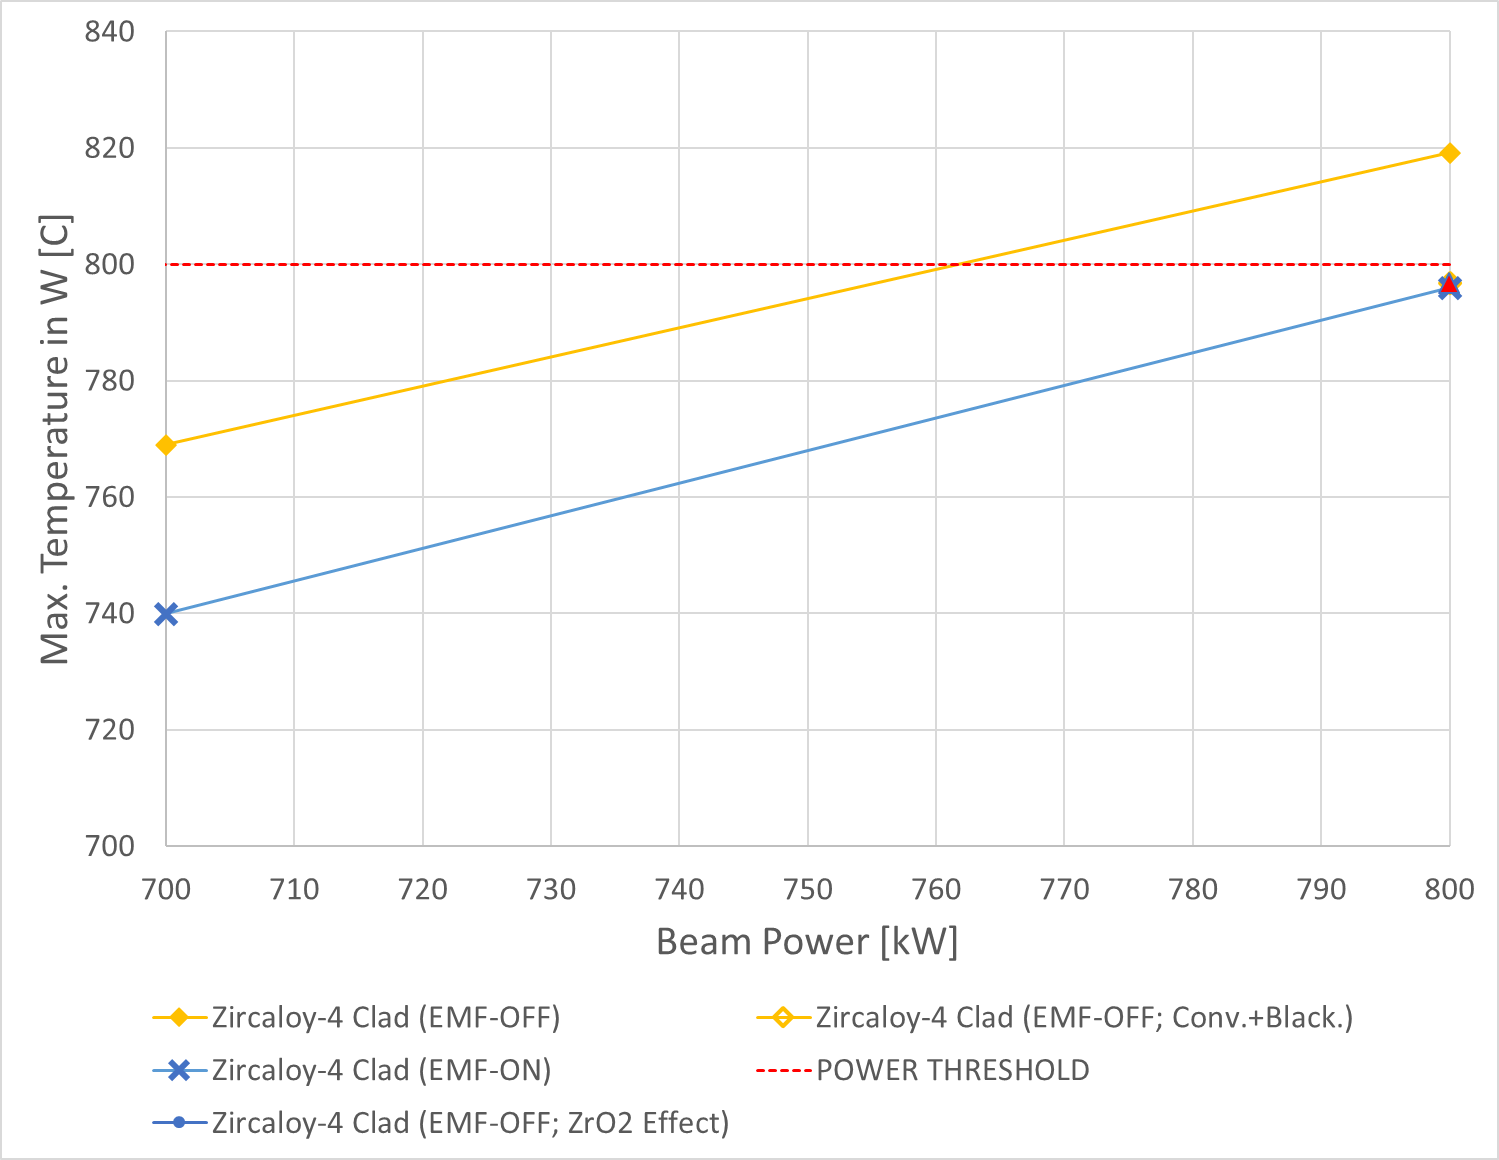 840
820
800
780
760
740
720
700
Max. Temperature in W [C]
700 710 720 730 740 750 760 770 780 790 800
Beam Power [kW]
Zircaloy-4 Clad (EMF-OFF)
Zircaloy-4 Clad (EMF-OFF; Conv.+Black.)
Zircaloy-4 Clad (EMF-ON)
POWER THRESHOLD
Zircaloy-4 Clad (EMF-OFF; ZrO2 Effect)